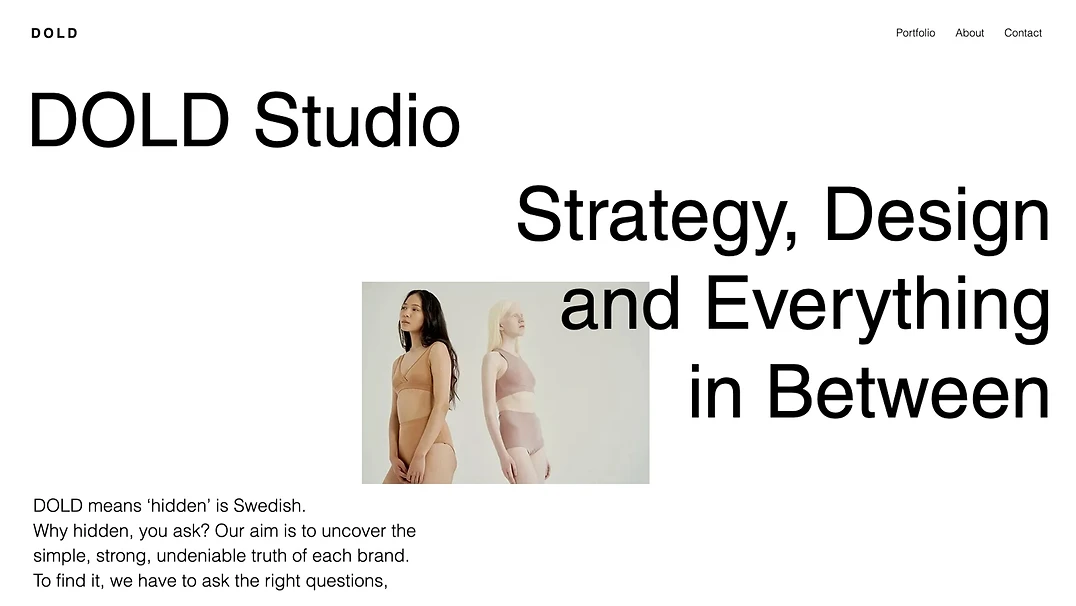 DOLD
Portfolio About Contact
DOLD Studio
Strategy, Design
and Everything
in Between
DOLD means ‘hidden’ is Swedish.
Why hidden, you ask? Our aim is to uncover the
simple, strong, undeniable truth of each brand.
To find it, we have to ask the right questions,